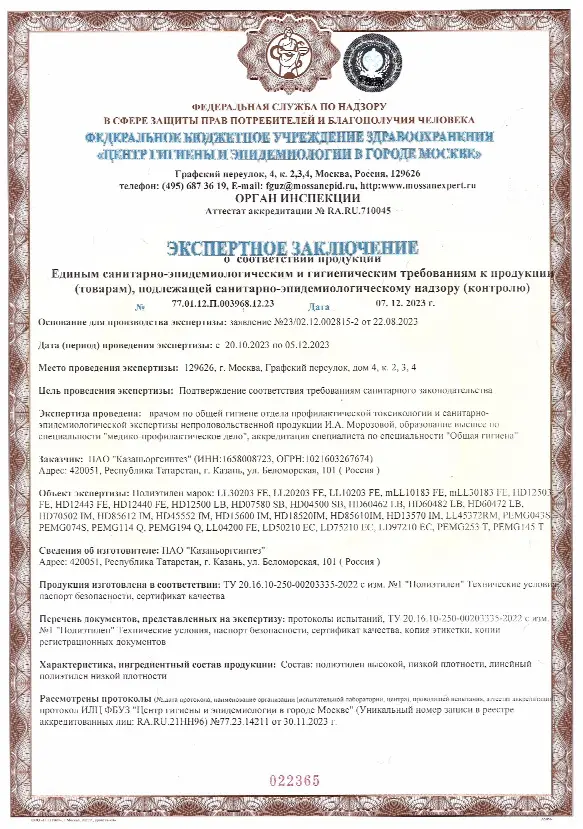 ФЕДЕРАЛЬНАЯ СЛУЖБА ПО НАДЗОРУ
В СФЕРЕ ЗАЩИТЫ ПРАВ ПОТРЕБИТЕЛЕЙ И БЛАГОПОЛУЧИЯ ЧЕЛОВЕКА
ФЕДЕРАЛЬНОЕ БЮДЖЕТНОЕ УЧРЕЖДЕНИЕ ЗДРАВООХРАНЕНИЯ
«ЦЕНТР ГИГИЕНЫ И ЭПИДЕМИОЛОГИИ В ГОРОДЕ МОСКВЕ»
Графский переулок, 4, к. 2,3,4, Москва, Россия, 129626
телефон: (495) 687 36 19, E-mail: fguz@mossanepid.ru, http:www.mossanexpert.ru
ОРГАН ИНСПЕКЦИИ
Аттестат аккредитации № RA.RU.710045
ЭКСПЕРТНОЕ ЗАКЛЮЧЕНИЕ
о соответствии продукции
Единым санитарно-эпидемиологическим и гигиеническим требованиям к продукции
(товарам), подлежащей санитарно-эпидемиологическому надзору (контролю)
№ 77.01.12.П.003968.12.23 Дата 07. 12. 2023 г.
Основание для производства экспертизы: заявление №23/02.12.002815-2 от 22.08.2023
Дата (период) проведения экспертизы: с 20.10.2023 по 05.12.2023
Место проведения экспертизы: 129626, г. Москва, Графский переулок, дом 4, к. 2, 3, 4
Цель проведения экспертизы: Подтверждение соответствия требованиям санитарного законодательства
Экспертиза проведена: врачом по общей гигиене отдела профилактической токсикологии и санитарно-
эпидемиологической экспертизы непроодовольственной продукции И.А. Морозовой, образование высшее по
специальности "медико-профилактическое дело", аккредитация специалиста по специальности "Общая гигиена"
Заказчик: ПАО "Казаньоргсинтез" (ИНН:1658008723, ОГРН:1021603267674)
Адрес: 420051, Республика Татарстан, г. Казань, ул. Беломорская, 101 ( Россия )
Объект экспертизы: Полиэтилен марок: LL30203 FE, LL20203 FE, LL10203 FE, mLL10183 FE, mLL30183 FE, HD12503
FE, HD12443 FE, HD12440 FE, HD12500 LB, HD07580 SB, HD04500 SB, HD60462 LB, HD60482 LB, HD60472 LB,
HD70502 IM, HD85612 IM, HD45552 IM, HD15600 IM, HD18520IM, HD85610IM, HD13570 IM, LL45372RM, PEMG043S,
PEMG074S, PEMG114 Q, PEMG194 Q, LL04200 FE, LD50210 EC, LD75210 EC, LD97210 EC, PEMG253 T, PEMG145 T
Сведения об изготовителе: ПАО "Казаньоргсинтез"
Адрес: 420051, Республика Татарстан, г. Казань, ул. Беломорская, 101 ( Россия )
Продукция изготовлена в соответствии: ТУ 20.16.10-250-00203335-2022 с изм. №1 "Полиэтилен" Технические условия,
паспорт безопасности, сертификат качества
Перечень документов, представленных на экспертизу: протоколы испытаний, ТУ 20.16.10-250-00203335-2022 с изм.
№1 "Полиэтилен" Технические условия, паспорт безопасности, сертификат качества, копия этикетки, копии
регистрационных документов
Характеристика, ингредиентный состав продукции: Состав: полиэтилен высокой, низкой плотности, линейный
полиэтилен низкой плотности
Рассмотрены протоколы (№,дата протокола, наименование организации (испытательной лаборатории, центра), проводившей испытания, аттестат аккредитации):
протокол ИЛЦ ФБУЗ "Центр гигиены и эпидемиологии в городе Москве" (Уникальный номер записи в реестре
аккредитованных лиц: RA.RU.21НН96) №77.23.14211 от 30.11.2023 г.
022365